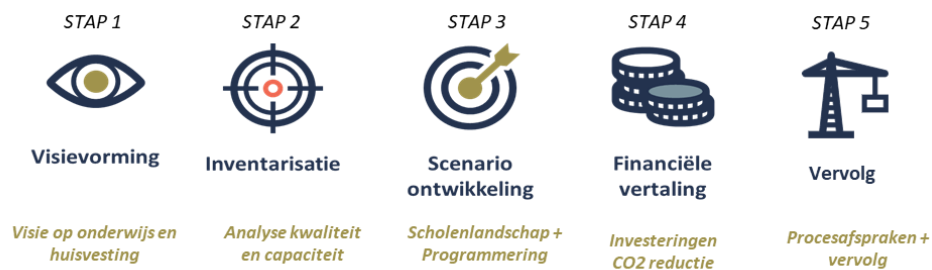 STAP 1
STAP 2
STAP 3
STAP 4
STAP 5
Visievorming
Inventarisatie
Scenario
ontwikkeling
Financiële
vertaling
Vervolg
Visie op onderwijs en
huisvesting
Analyse kwaliteit
en capaciteit
Scholenlandschap +
Programmering
Investeringen
CO2 reductie
Procesafspraken +
vervolg